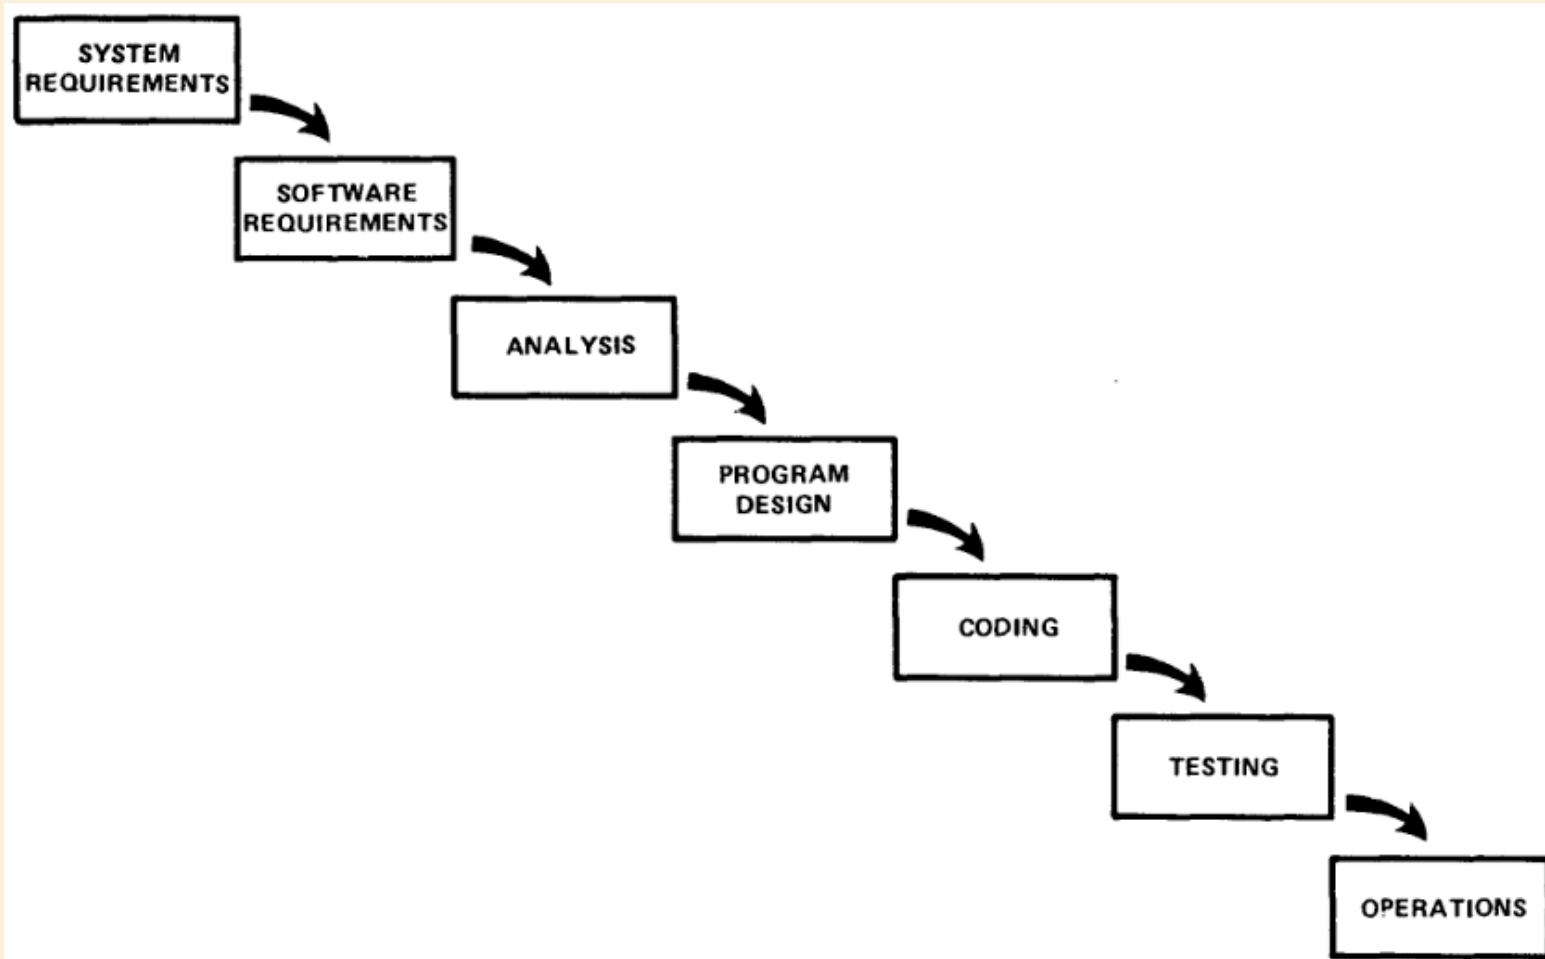 SYSTEM
REQUIREMENTS
SOFTWARE
REQUIREMENTS
ANALYSIS
PROGRAM
DESIGN
CODING
TESTING
OPERATIONS